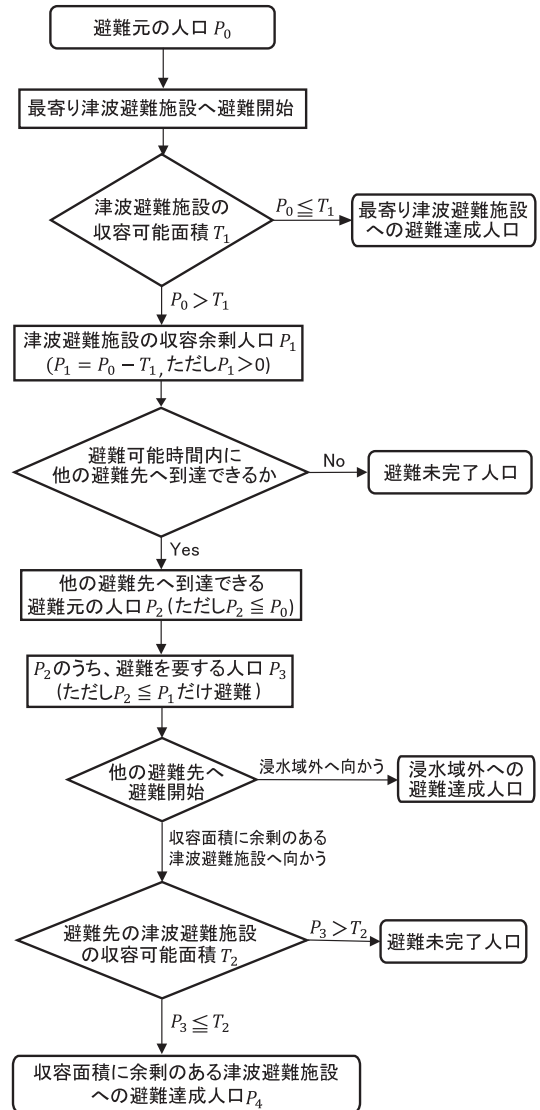 避難元の人口 P₀
最寄り津波避難施設へ避難開始
津波避難施設の
収容可能面積 T₁
P₀ ≦ T₁
最寄り津波避難施設
への避難達成人口
P₀ > T₁
津波避難施設の収容余剰人口 P₁
(P₁ = P₀ − T₁, ただしP₁>0)
避難可能時間内に
他の避難先へ到達できるか
No
避難未完了人口
Yes
他の避難先へ到達できる
避難元の人口 P₂ (ただしP₂ ≦ P₀)
P₂のうち、避難を要する人口 P₃
(ただしP₂ ≦ P₁だけ避難)
他の避難先へ
避難開始
浸水域外へ向かう
浸水域外への
避難達成人口
収容面積に余剰のある
津波避難施設へ向かう
避難先の津波避難施設
の収容可能面積 T₂
P₃ > T₂
避難未完了人口
P₃ ≦ T₂
収容面積に余剰のある津波避難施設
への避難達成人口P₄